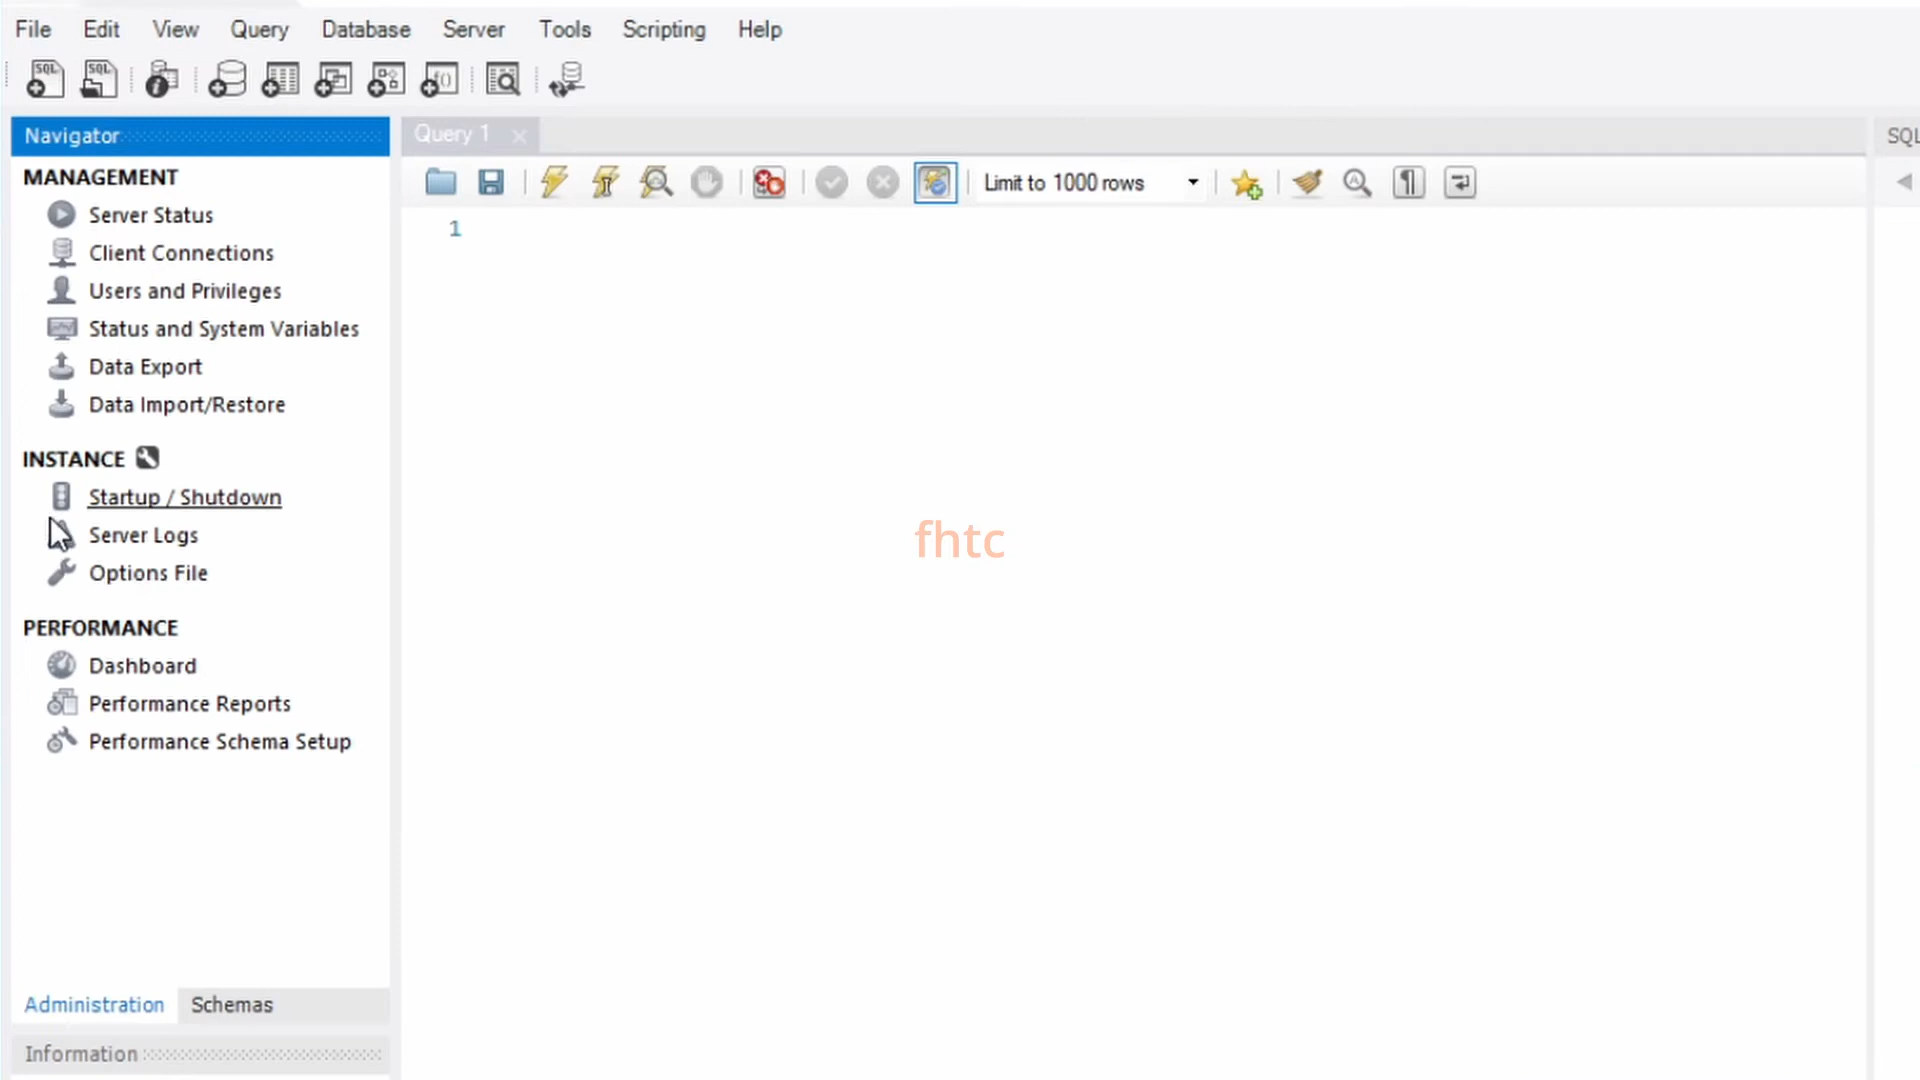 File Edit View Query Database Server Tools Scripting Help
SQL SQL
Navigator
MANAGEMENT
Server Status
Client Connections
Users and Privileges
Status and System Variables
Data Export
Data Import/Restore
INSTANCE
Startup / Shutdown
Server Logs
Options File
PERFORMANCE
Dashboard
Performance Reports
Performance Schema Setup
Administration Schemas
Information
Query 1
Limit to 1000 rows
1
fhtc
SQL